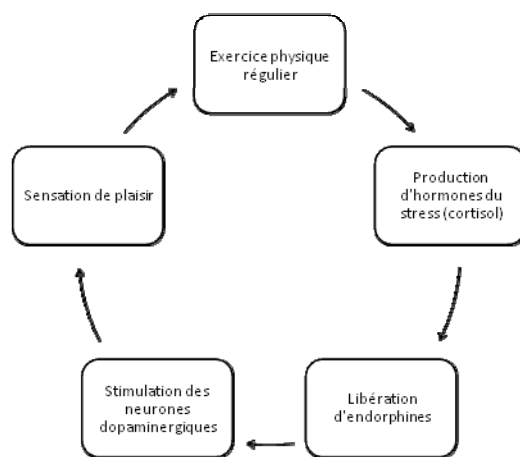 Exercice physique
régulier
Production
d'hormones du
stress (cortisol)
Libération
d'endorphines
Stimulation des
neurones
dopaminergiques
Sensation de plaisir